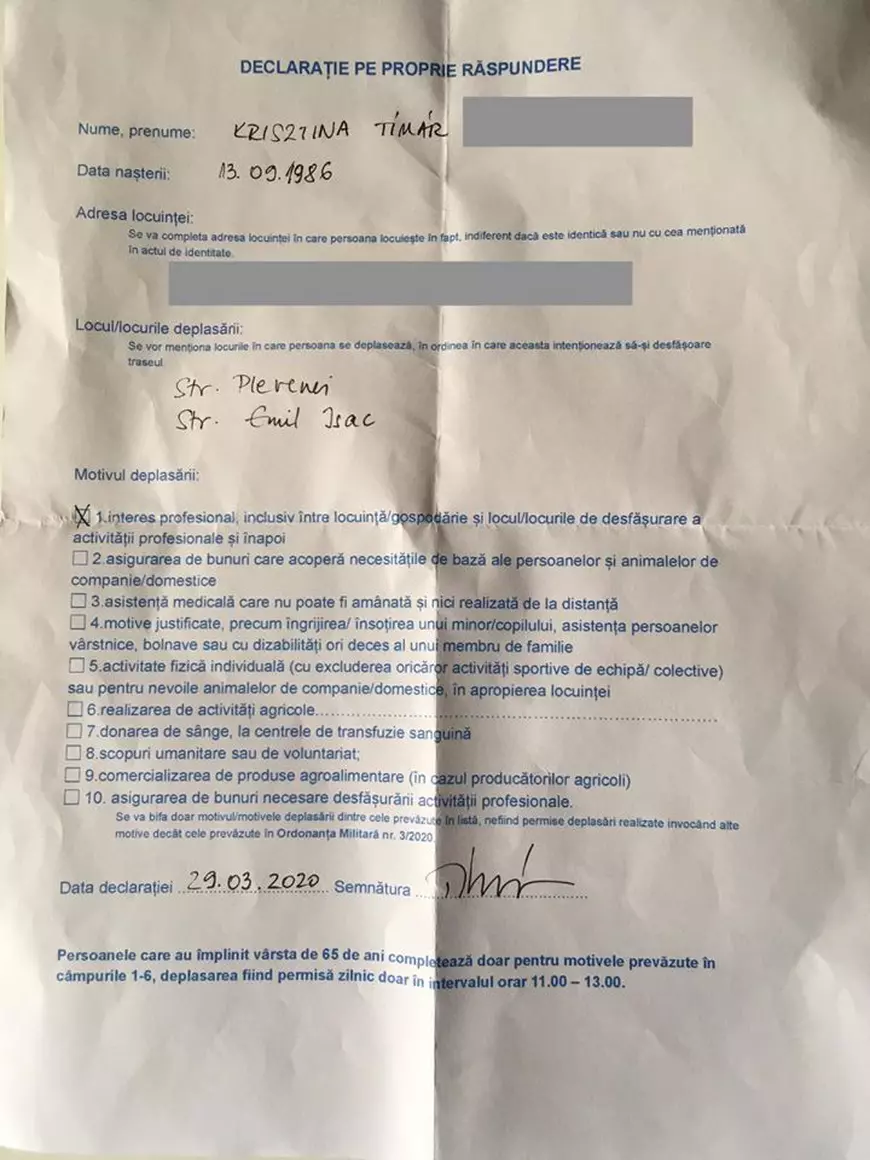 DECLARAȚIE PE PROPRIE RĂSPUNDERE
Nume, prenume: KRISZTINA TÍMÁR
Data nașterii: 13.09.1986
Adresa locuinței:
Se va completa adresa locuinței în care persoana locuiește în fapt, indiferent dacă este identică sau nu cu cea menționată
în actul de identitate.
Locul/locurile deplasării:
Se vor menționa locurile în care persoana se deplasează, în ordinea în care aceasta intenționează să-și desfășoare
traseul
Str. Plevenei
Str. Emil Isac
Motivul deplasării:
X 1.interes profesional, inclusiv între locuință/gospodărie și locul/locurile de desfășurare a
activității profesionale și înapoi
☐ 2.asigurarea de bunuri care acoperă necesitățile de bază ale persoanelor și animalelor de
companie/domestice
☐ 3.asistență medicală care nu poate fi amânată și nici realizată de la distanță
☐ 4.motive justificate, precum îngrijirea/ însoțirea unui minor/copilului, asistența persoanelor
vârstnice, bolnave sau cu dizabilități ori deces al unui membru de familie
☐ 5.activitate fizică individuală (cu excluderea oricăror activități sportive de echipă/ colective)
sau pentru nevoile animalelor de companie/domestice, în apropierea locuinței
☐ 6.realizarea de activități agricole..........................................................
☐ 7.donarea de sânge, la centrele de transfuzie sanguină
☐ 8.scopuri umanitare sau de voluntariat;
☐ 9.comercializarea de produse agroalimentare (în cazul producătorilor agricoli)
☐ 10. asigurarea de bunuri necesare desfășurării activității profesionale.
Se va bifa doar motivul/motivele deplasării dintre cele prevăzute în listă, nefiind permise deplasări realizate invocând alte
motive decât cele prevăzute în Ordonanța Militară nr. 3/2020
Data declarației 29.03.2020 Semnătura
Persoanele care au împlinit vârsta de 65 de ani completează doar pentru motivele prevăzute în
câmpurile 1-6, deplasarea fiind permisă zilnic doar în intervalul orar 11.00 – 13.00.